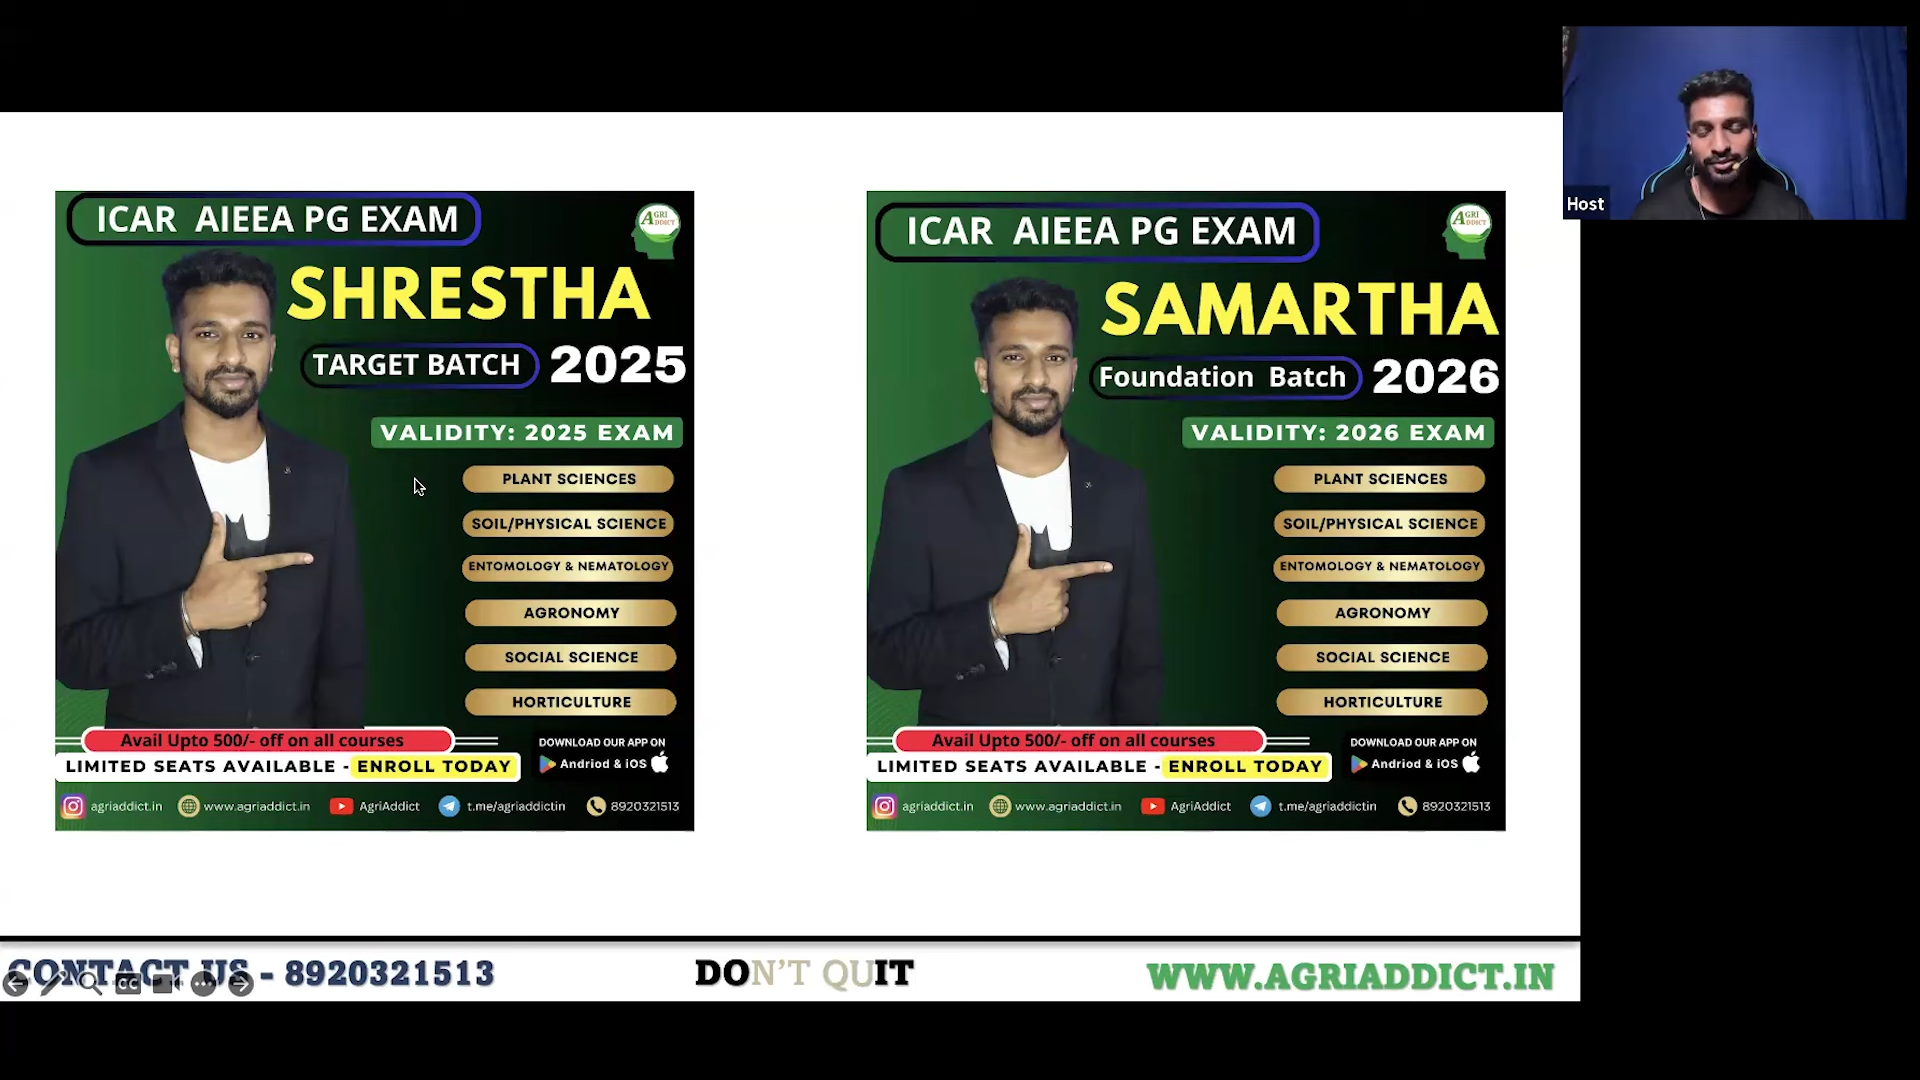 ICAR AIEEA PG EXAM
AGRI
ADDICT
SHRESTHA
TARGET BATCH 2025
VALIDITY: 2025 EXAM
PLANT SCIENCES
SOIL/PHYSICAL SCIENCE
ENTOMOLOGY & NEMATOLOGY
AGRONOMY
SOCIAL SCIENCE
HORTICULTURE
Avail Upto 500/- off on all courses
LIMITED SEATS AVAILABLE - ENROLL TODAY
DOWNLOAD OUR APP ON
Andriod & iOS
agriaddict.in www.agriaddict.in AgriAddict t.me/agriaddictin 8920321513
ICAR AIEEA PG EXAM
AGRI
ADDICT
SAMARTHA
Foundation Batch 2026
VALIDITY: 2026 EXAM
PLANT SCIENCES
SOIL/PHYSICAL SCIENCE
ENTOMOLOGY & NEMATOLOGY
AGRONOMY
SOCIAL SCIENCE
HORTICULTURE
Avail Upto 500/- off on all courses
LIMITED SEATS AVAILABLE - ENROLL TODAY
DOWNLOAD OUR APP ON
Andriod & iOS
agriaddict.in www.agriaddict.in AgriAddict t.me/agriaddictin 8920321513
Host
CONTACT US - 8920321513 DON'T QUIT WWW.AGRIADDICT.IN
CC